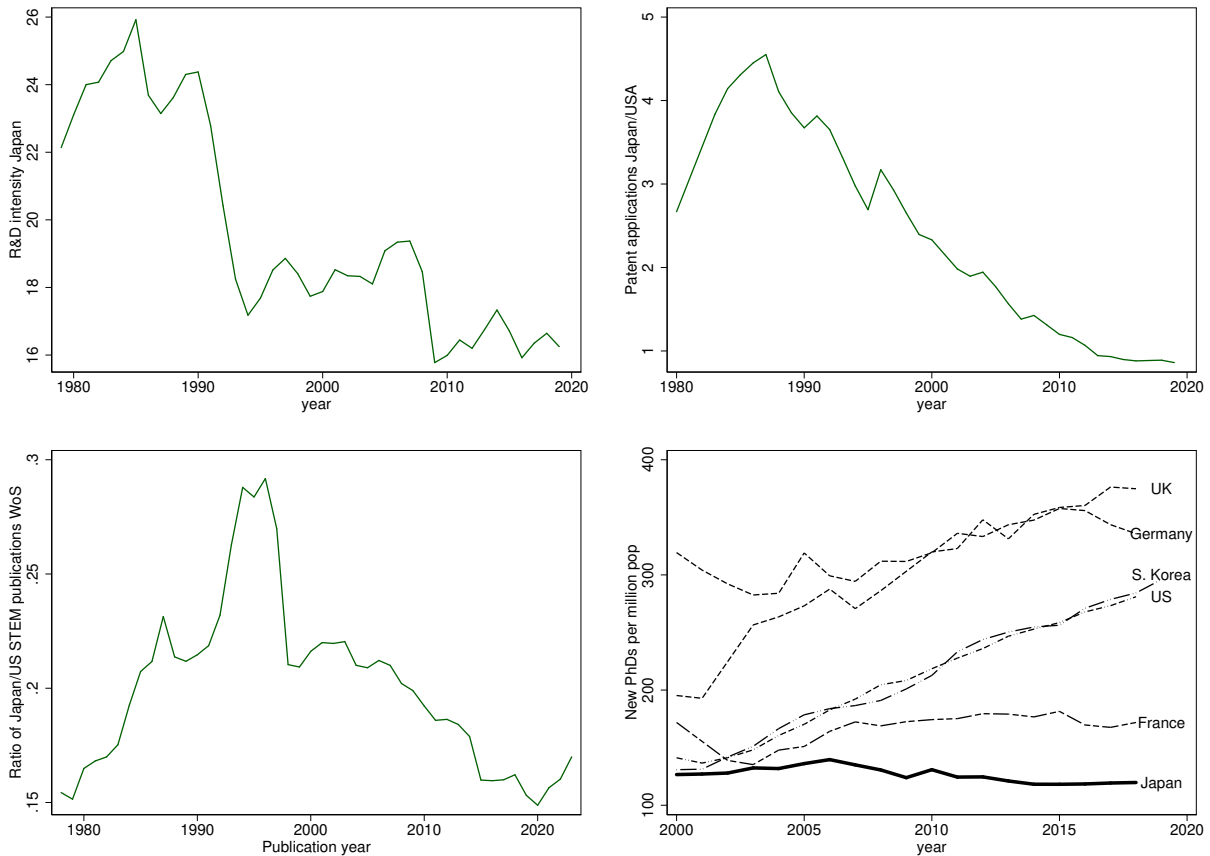 R&D intensity Japan
26
24
22
20
18
16
1980
1990
2000
2010
2020
year
Patent applications Japan/USA
5
4
3
2
1
1980
1990
2000
2010
2020
year
Ratio of Japan/US STEM publications WoS
.3
.25
.2
.15
1980
1990
2000
2010
2020
Publication year
New PhDs per million pop
400
300
200
100
UK
Germany
S. Korea
US
France
Japan
2000
2005
2010
2015
2020
year